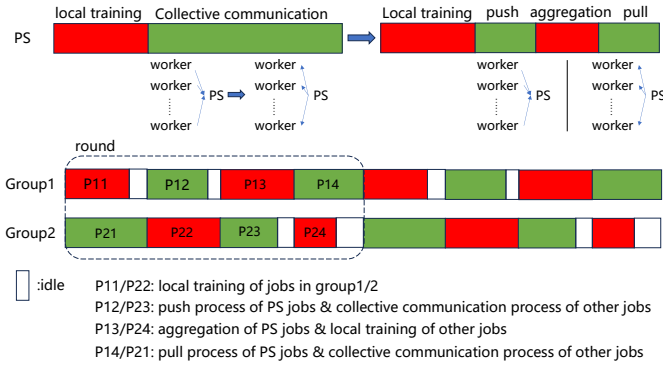 local training Collective communication
Local training push aggregation pull
PS
worker worker worker worker
worker PS worker PS worker PS worker PS
worker worker worker worker
round
Group1 P11 P12 P13 P14
Group2 P21 P22 P23 P24
:idle P11/P22: local training of jobs in group1/2
P12/P23: push process of PS jobs & collective communication process of other jobs
P13/P24: aggregation of PS jobs & local training of other jobs
P14/P21: pull process of PS jobs & collective communication process of other jobs